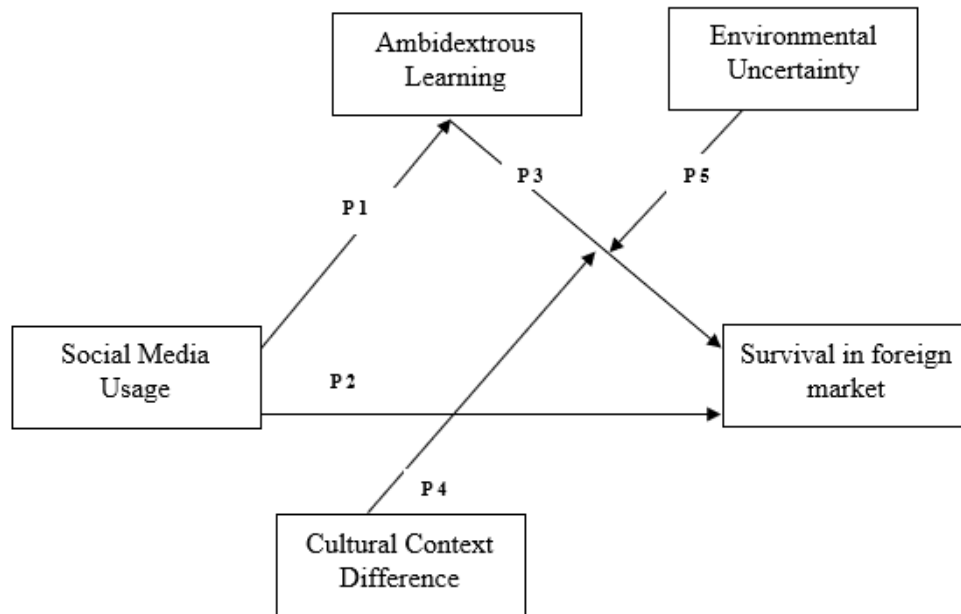 Ambidextrous
Learning
Environmental
Uncertainty
P 3
P 5
P 1
Social Media
Usage
P 2
Survival in foreign
market
P 4
Cultural Context
Difference